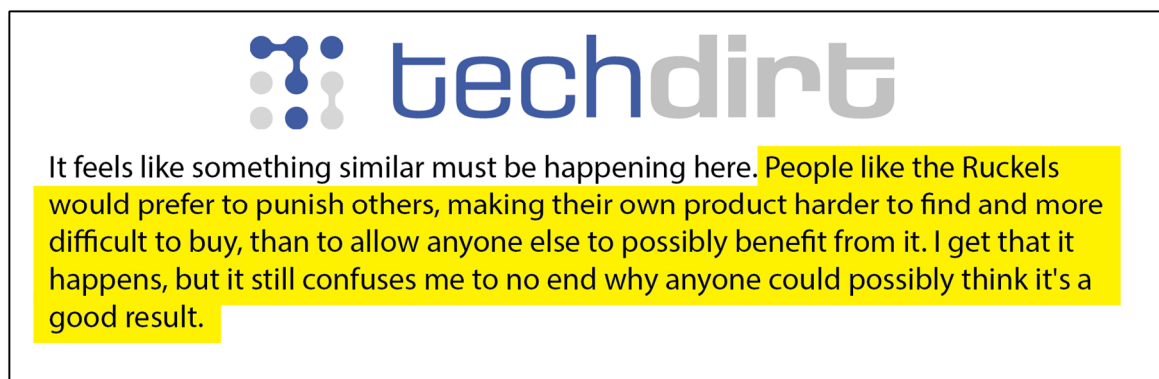 techdirt
It feels like something similar must be happening here. People like the Ruckels
would prefer to punish others, making their own product harder to find and more
difficult to buy, than to allow anyone else to possibly benefit from it. I get that it
happens, but it still confuses me to no end why anyone could possibly think it's a
good result.